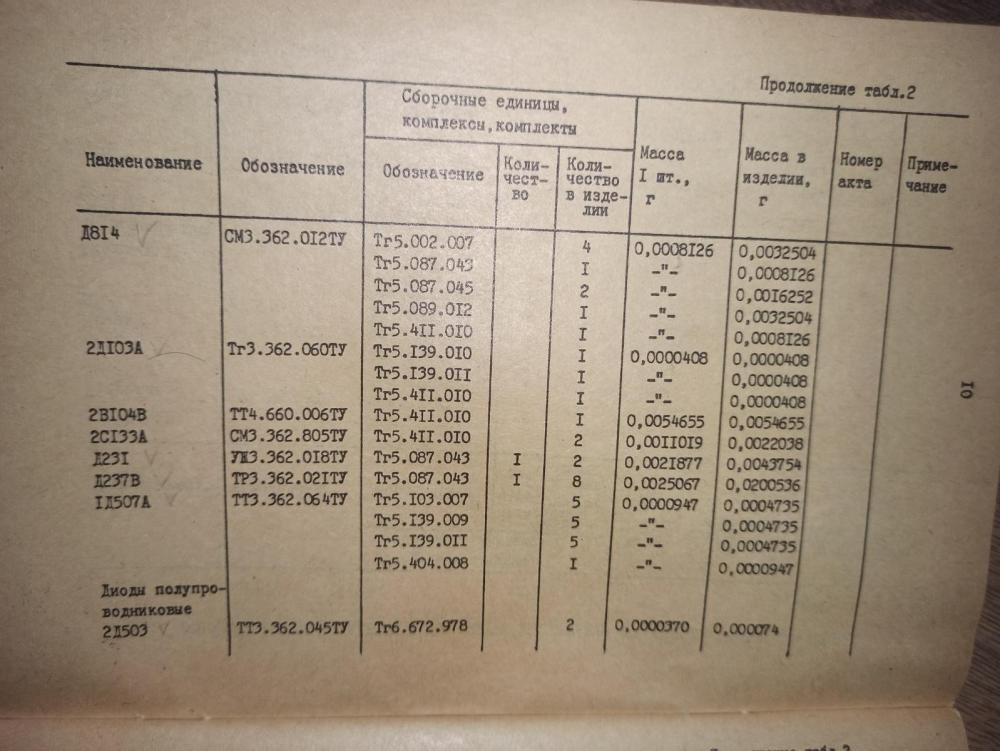 Продолжение табл.2
Наименование Обозначение Сборочные единицы, комплексы, комплекты Масса I шт., г Масса в изделии, г Номер акта Приме-чание
Обозначение Коли-чест-во Коли-чество в изде-лии
Д8I4 СМ3.362.0I2ТУ Тг5.002.007 4 0,0008I26 0,0032504
Тг5.087.043 I -"- 0,0008I26
Тг5.087.045 2 -"- 0,00I6252
Тг5.089.0I2 I -"- 0,0032504
Тг5.4II.0I0 I -"- 0,0008I26
2ДI03А Тг3.362.060ТУ Тг5.I39.0I0 I 0,0000408 0,0000408
Тг5.I39.0II I -"- 0,0000408
Тг5.4II.0I0 I -"- 0,0000408
2ВI04В ТТ4.660.006ТУ Тг5.4II.0I0 I 0,0054655 0,0054655
2СI33А СМ3.362.805ТУ Тг5.4II.0I0 2 0,00II0I9 0,0022038
Д23I УЖ3.362.0I8ТУ Тг5.087.043 I 2 0,002I877 0,0043754
Д237В ТР3.362.02IТУ Тг5.087.043 I 8 0,0025067 0,0200536
IД507А ТТ3.362.064ТУ Тг5.I03.007 5 0,0000947 0,0004735
Тг5.I39.009 5 -"- 0,0004735
Тг5.I39.0II 5 -"- 0,0004735
Тг5.404.008 I -"- 0,0000947
Диоды полупро-
водниковые
2Д503 ТТ3.362.045ТУ Тг6.672.978 2 0,0000370 0,000074
I0